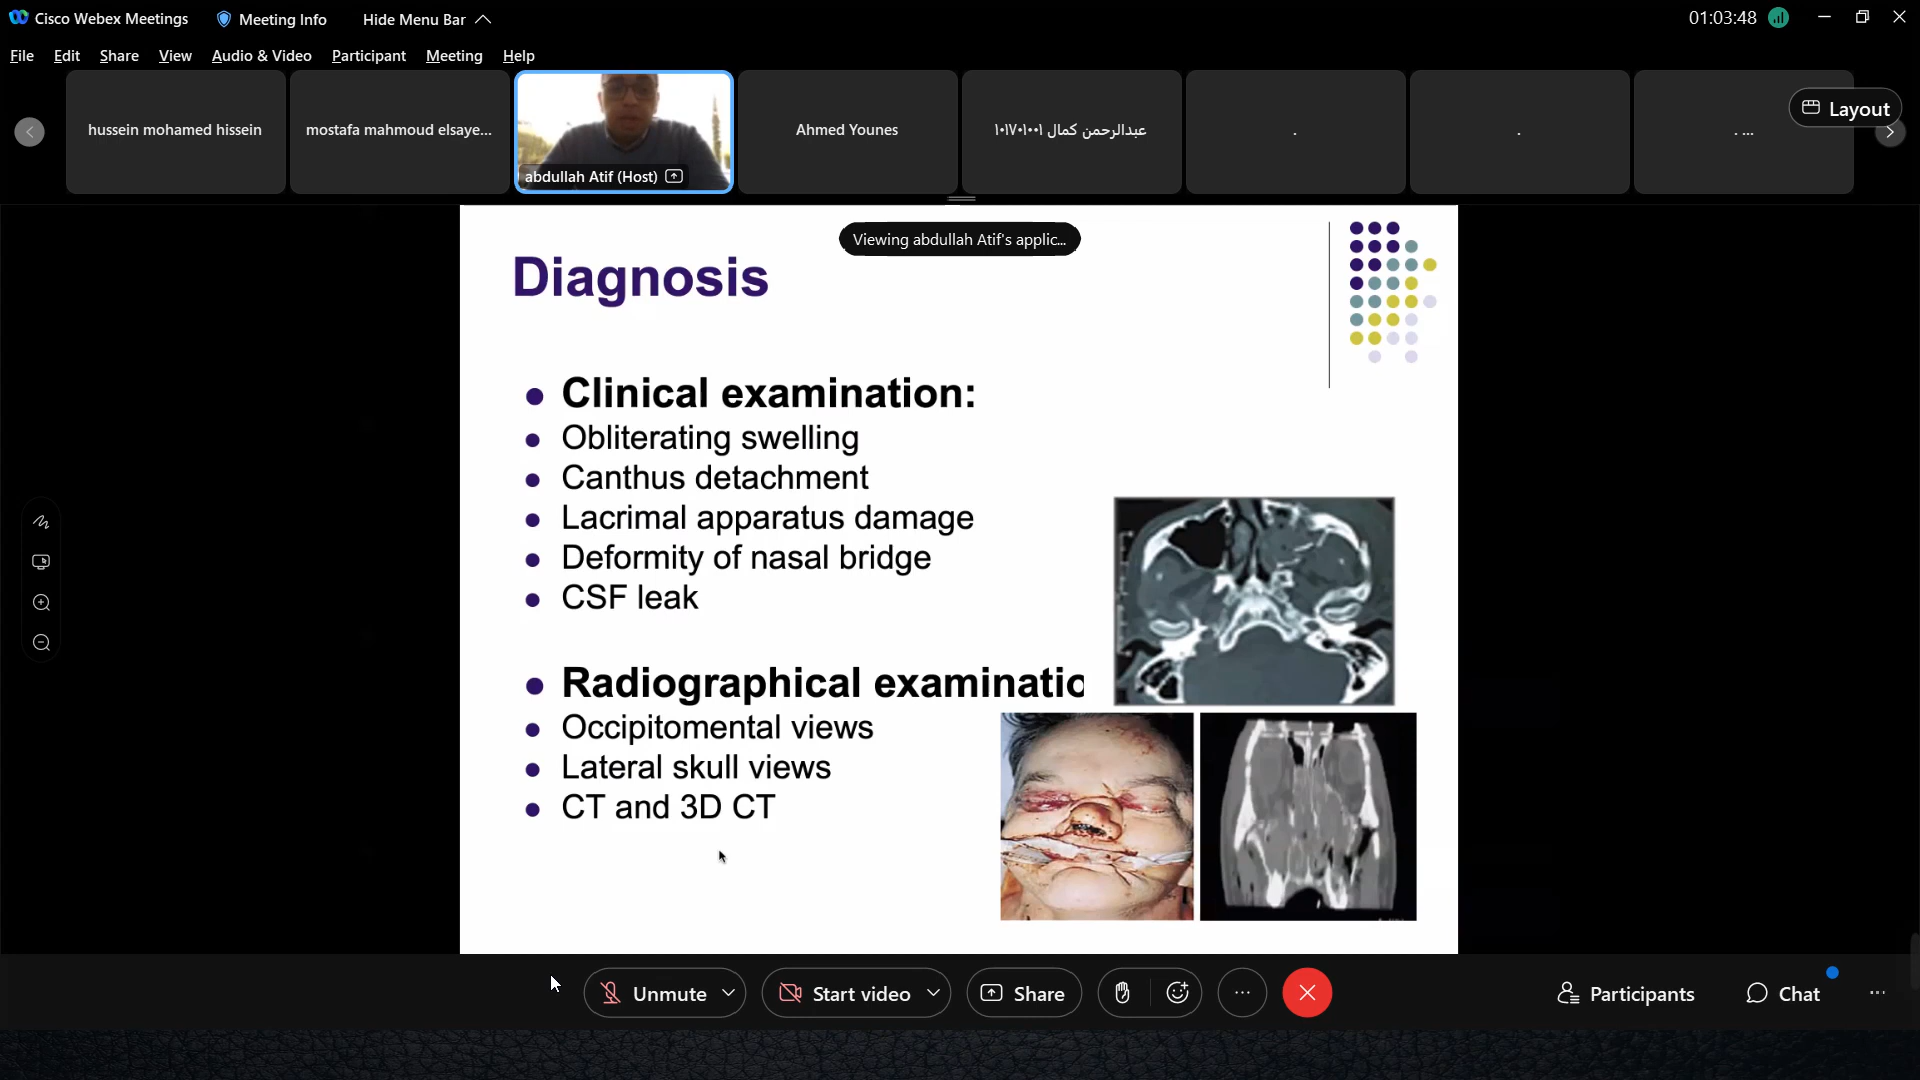 Cisco Webex Meetings
Meeting Info
Hide Menu Bar
01:03:48
File Edit Share View Audio & Video Participant Meeting Help
hussein mohamed hissein
mostafa mahmoud elsaye...
abdullah Atif (Host)
Ahmed Younes
عبدالرحمن كمال ١٠١٧٠١٠٠١
.
.
. ...
Layout
Viewing abdullah Atif's applic...
Diagnosis
Clinical examination:
Obliterating swelling
Canthus detachment
Lacrimal apparatus damage
Deformity of nasal bridge
CSF leak
Radiographical examinatio
Occipitomental views
Lateral skull views
CT and 3D CT
Unmute
Start video
Share
Participants
Chat